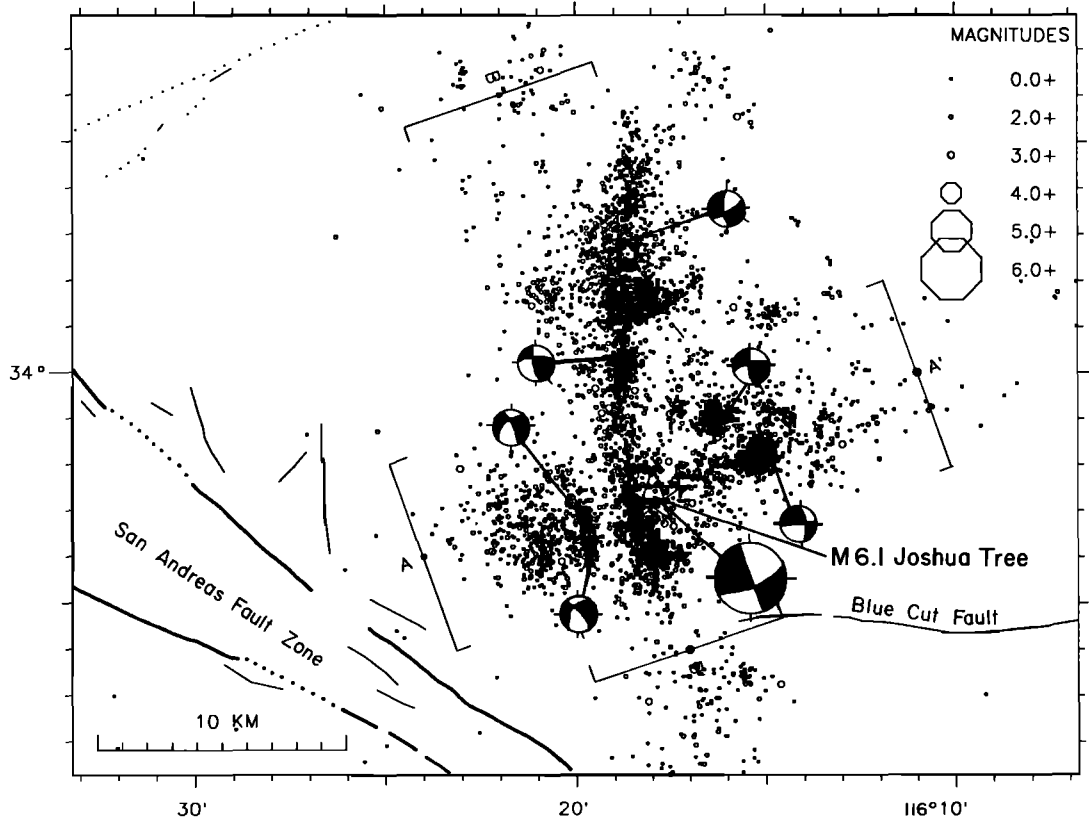 MAGNITUDES
0.0+
2.0+
3.0+
4.0+
5.0+
6.0+
34°
A'
A
M6.1 Joshua Tree
Blue Cut Fault
San Andreas Fault Zone
10 KM
30'
20'
116°10'